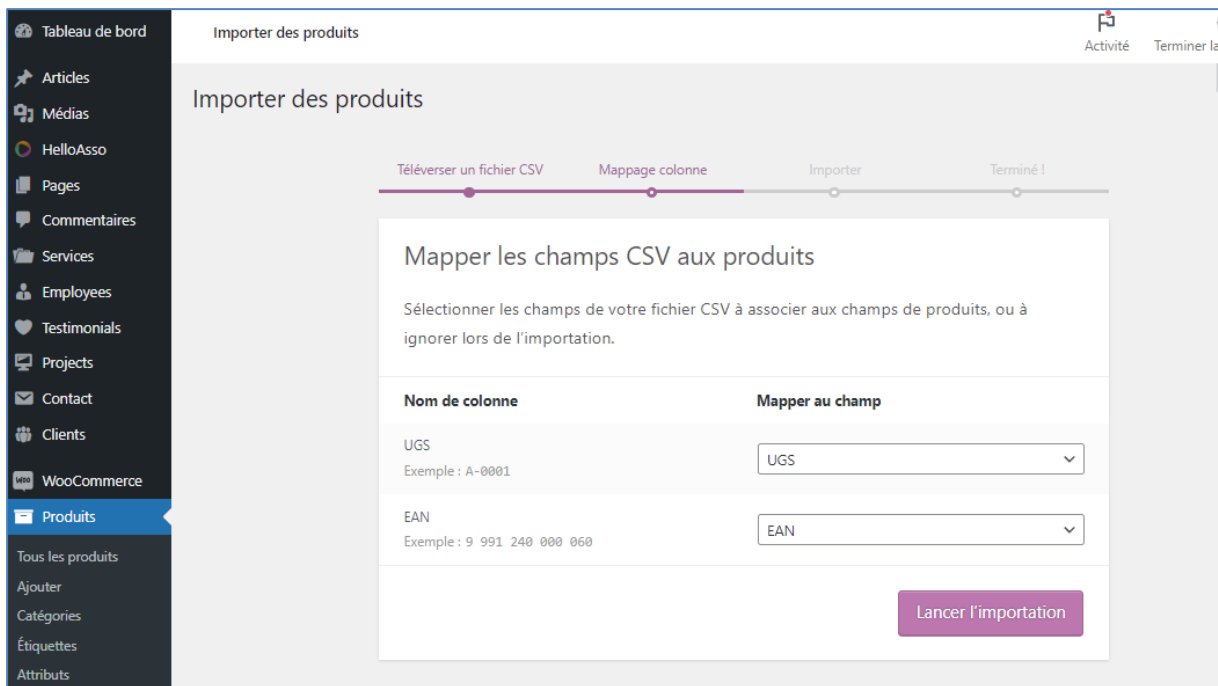 Tableau de bord
Articles
Médias
HelloAsso
Pages
Commentaires
Services
Employees
Testimonials
Projects
Contact
Clients
WOO WooCommerce
Produits
Tous les produits
Ajouter
Catégories
Étiquettes
Attributs
Importer des produits
Activité
Terminer la
Importer des produits
Téléverser un fichier CSV
Mappage colonne
Importer
Terminé !
Mapper les champs CSV aux produits
Sélectionner les champs de votre fichier CSV à associer aux champs de produits, ou à
ignorer lors de l'importation.
Nom de colonne
Mapper au champ
UGS
Exemple : A-0001
UGS
EAN
Exemple : 9 991 240 000 060
EAN
Lancer l'importation